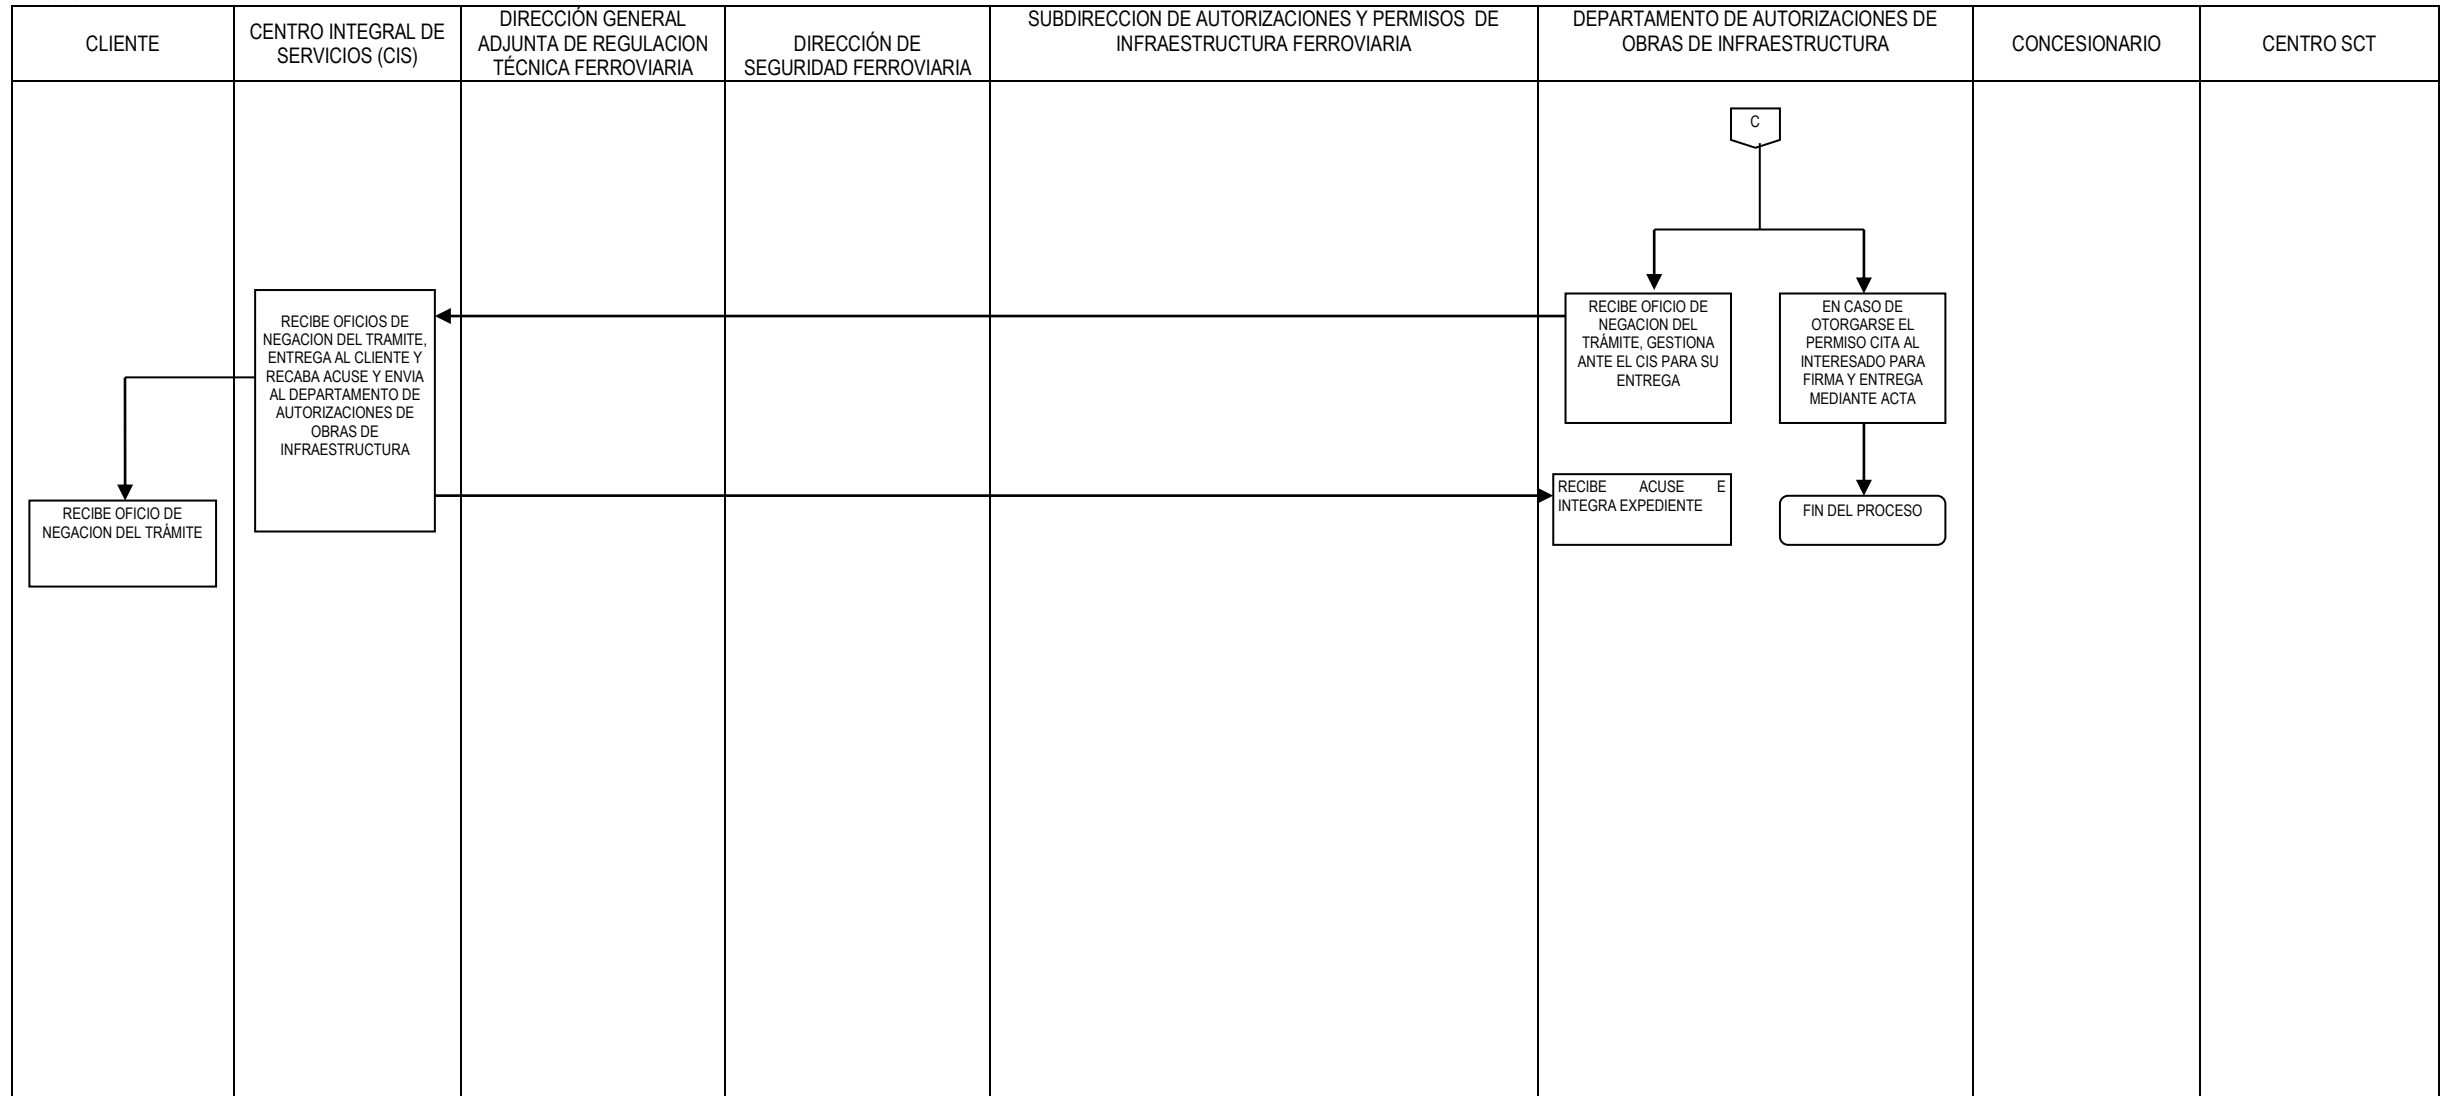 CLIENTE
CENTRO INTEGRAL DE
SERVICIOS (CIS)
DIRECCIÓN GENERAL
ADJUNTA DE REGULACION
TÉCNICA FERROVIARIA
DIRECCIÓN DE
SEGURIDAD FERROVIARIA
SUBDIRECCION DE AUTORIZACIONES Y PERMISOS DE
INFRAESTRUCTURA FERROVIARIA
DEPARTAMENTO DE AUTORIZACIONES DE
OBRAS DE INFRAESTRUCTURA
CONCESIONARIO
CENTRO SCT
C
RECIBE OFICIO DE
NEGACION DEL
TRÁMITE, GESTIONA
ANTE EL CIS PARA SU
ENTREGA
EN CASO DE
OTORGARSE EL
PERMISO CITA AL
INTERESADO PARA
FIRMA Y ENTREGA
MEDIANTE ACTA
RECIBE OFICIOS DE
NEGACION DEL TRAMITE,
ENTREGA AL CLIENTE Y
RECABA ACUSE Y ENVIA
AL DEPARTAMENTO DE
AUTORIZACIONES DE
OBRAS DE
INFRAESTRUCTURA
RECIBE OFICIO DE
NEGACION DEL TRÁMITE
RECIBE ACUSE E
INTEGRA EXPEDIENTE
FIN DEL PROCESO